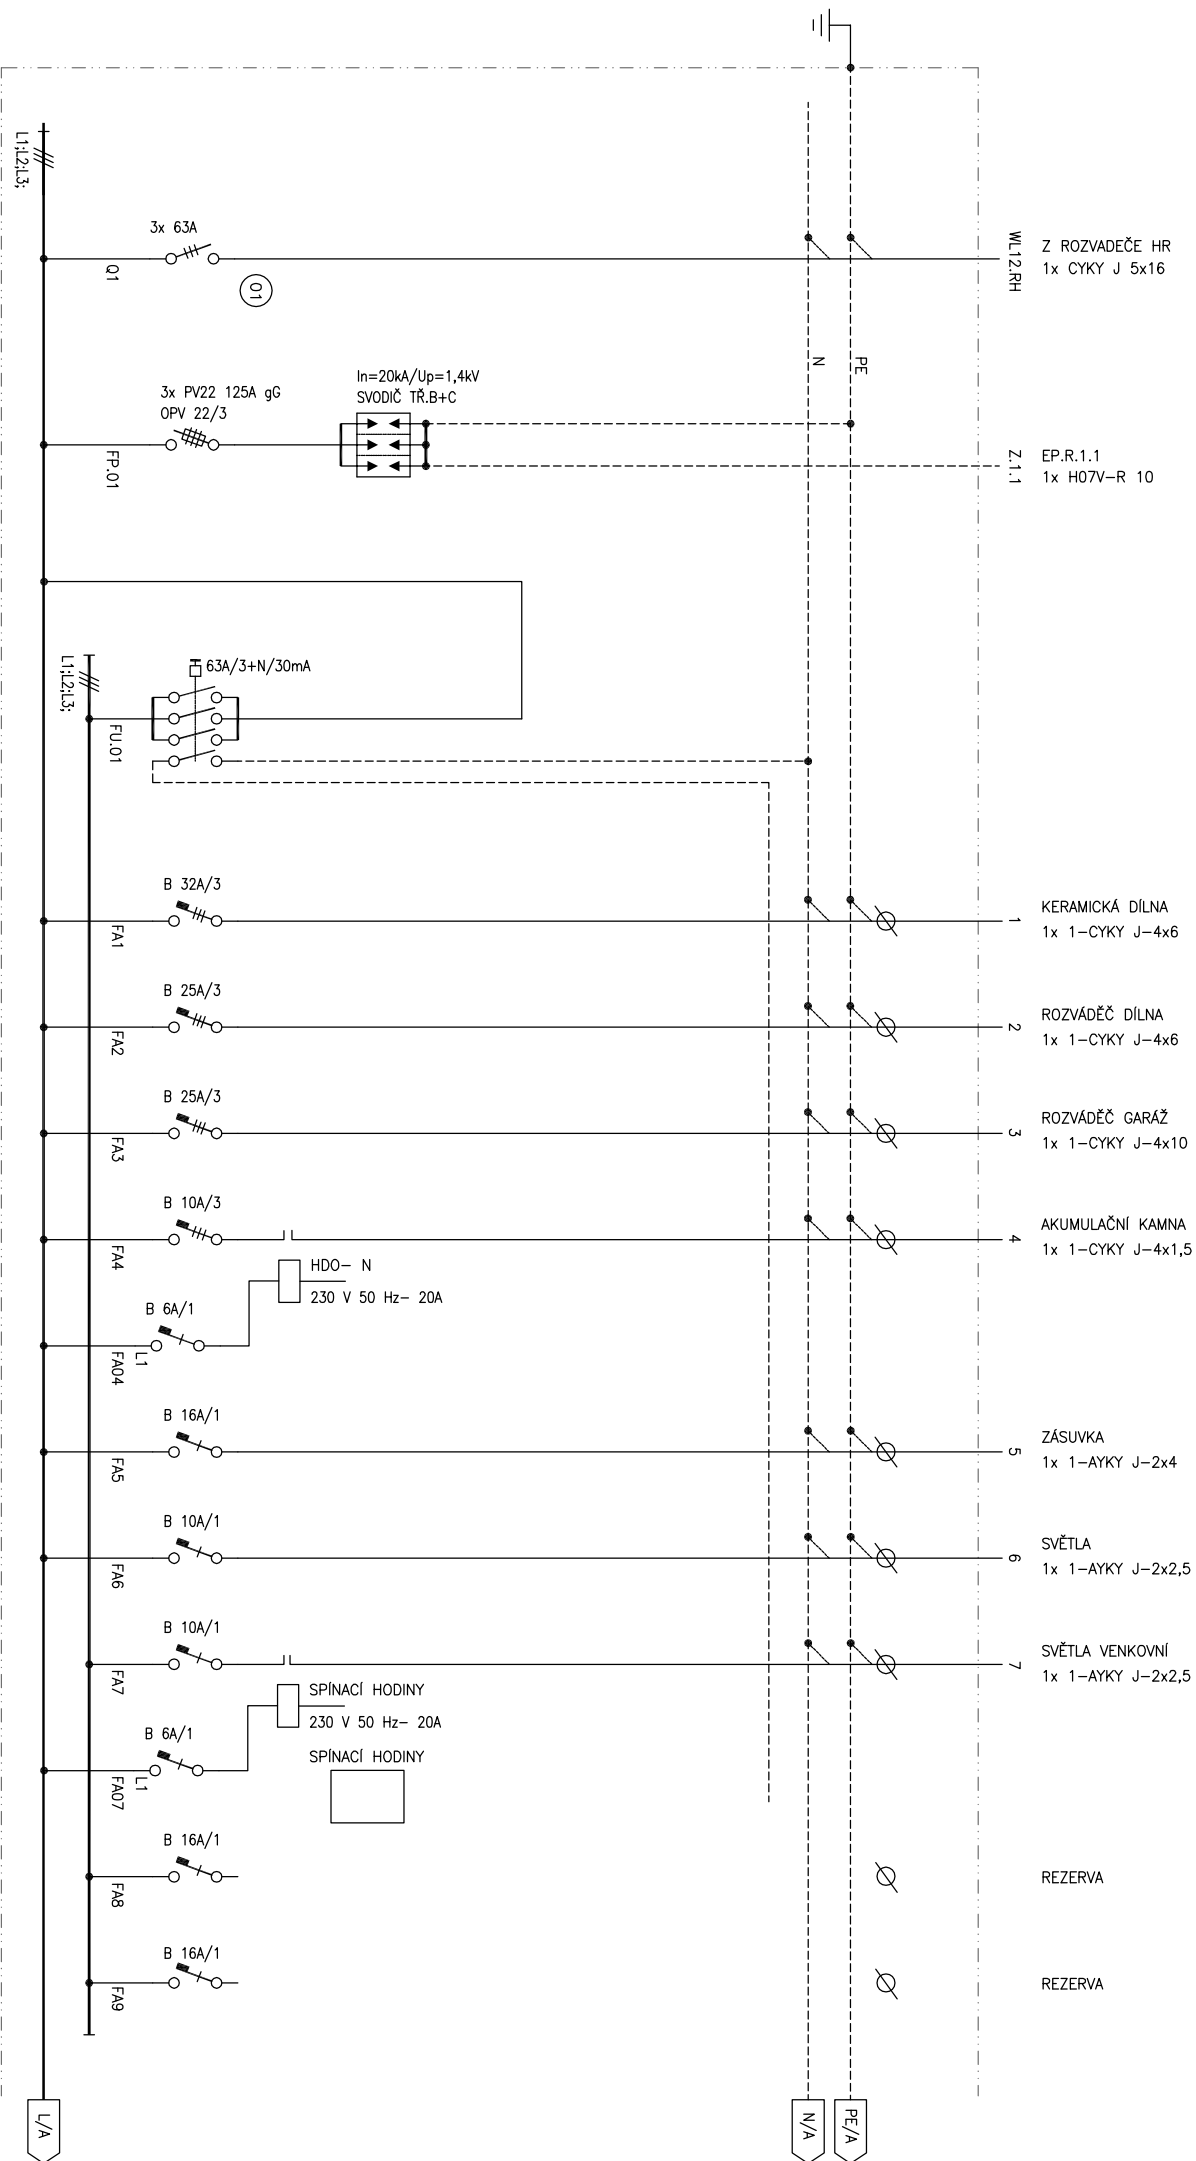 L1;L2;L3;
3x 63A
Q1
01
WL12.RH
Z ROZVADEČE HR
1x CYKY J 5x16
N
PE
3x PV22 125A gG
OPV 22/3
FP.01
In=20kA/Up=1,4kV
SVODIČ TŘ.B+C
Z.1.1
EP.R.1.1
1x H07V-R 10
L1;L2;L3;
63A/3+N/30mA
FU.01
B 32A/3
FA1
1
KERAMICKÁ DÍLNA
1x 1-CYKY J-4x6
B 25A/3
FA2
2
ROZVÁDĚČ DÍLNA
1x 1-CYKY J-4x6
B 25A/3
FA3
3
ROZVÁDĚČ GARÁŽ
1x 1-CYKY J-4x10
B 10A/3
FA4
4
AKUMULAČNÍ KAMNA
1x 1-CYKY J-4x1,5
HDO- N
230 V 50 Hz- 20A
B 6A/1
L1
FA04
B 16A/1
FA5
5
ZÁSUVKA
1x 1-AYKY J-2x4
B 10A/1
FA6
6
SVĚTLA
1x 1-AYKY J-2x2,5
B 10A/1
FA7
7
SVĚTLA VENKOVNÍ
1x 1-AYKY J-2x2,5
SPÍNACÍ HODINY
230 V 50 Hz- 20A
B 6A/1
L1
FA07
SPÍNACÍ HODINY
B 16A/1
FA8
REZERVA
B 16A/1
FA9
REZERVA
L/A
N/A
PE/A